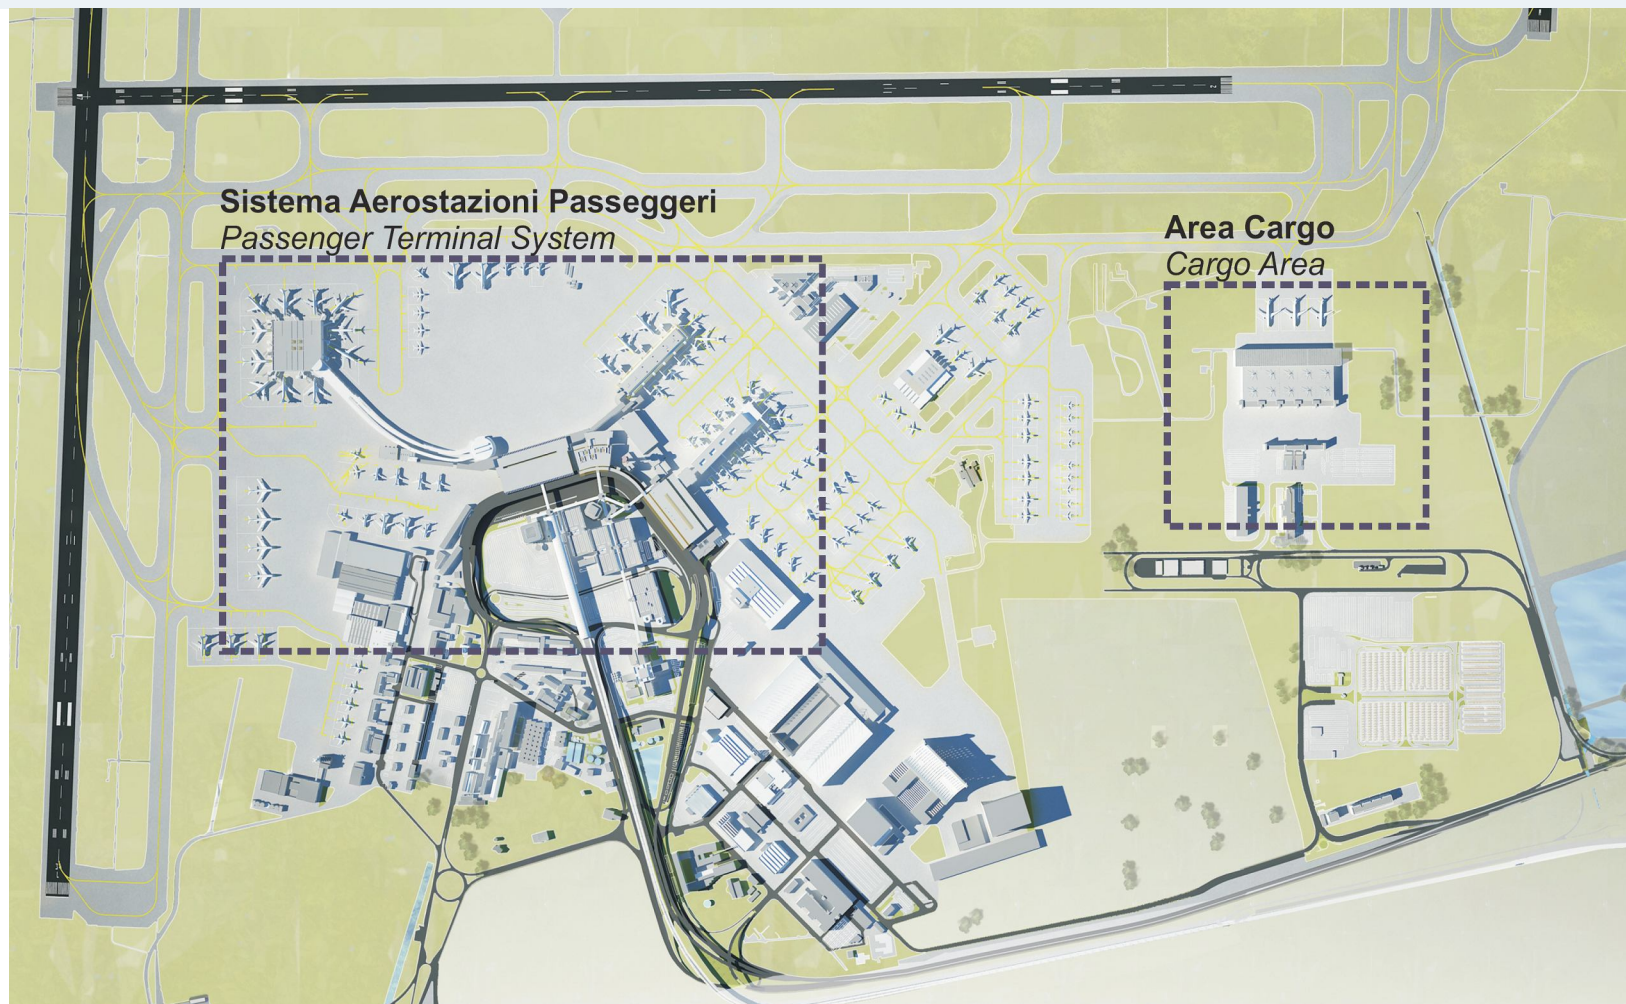 Sistema Aerostazioni Passeggeri
Passenger Terminal System
Area Cargo
Cargo Area